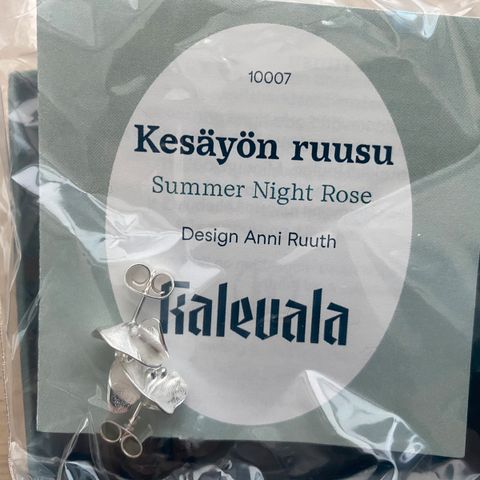 10007
Kesäyön ruusu
Summer Night Rose
Design Anni Ruuth
Kalevala